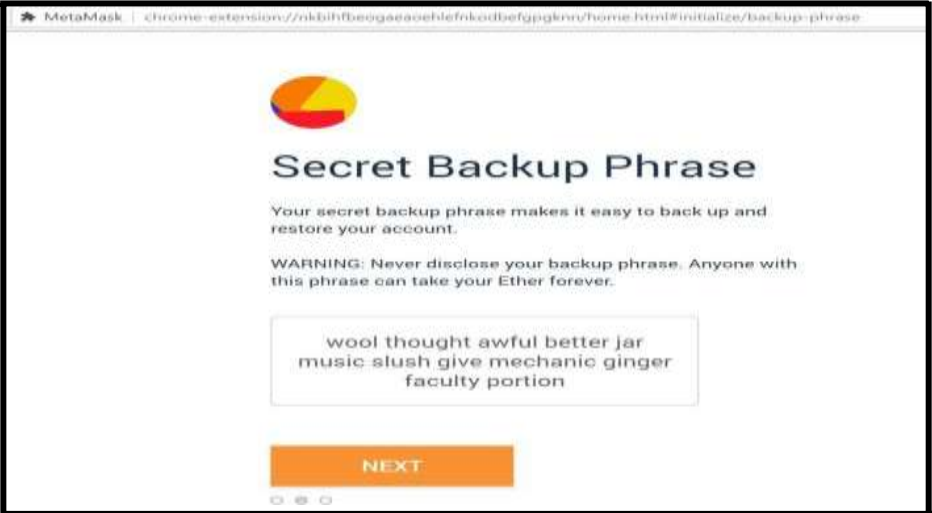 MetaMask | chrome-extension://nkbihfbeogaeaoehlefnkodbefgpgknn/home.html#initialize/backup-phrase
Secret Backup Phrase
Your secret backup phrase makes it easy to back up and
restore your account.
WARNING: Never disclose your backup phrase. Anyone with
this phrase can take your Ether forever.
wool thought awful better jar
music slush give mechanic ginger
faculty portion
NEXT